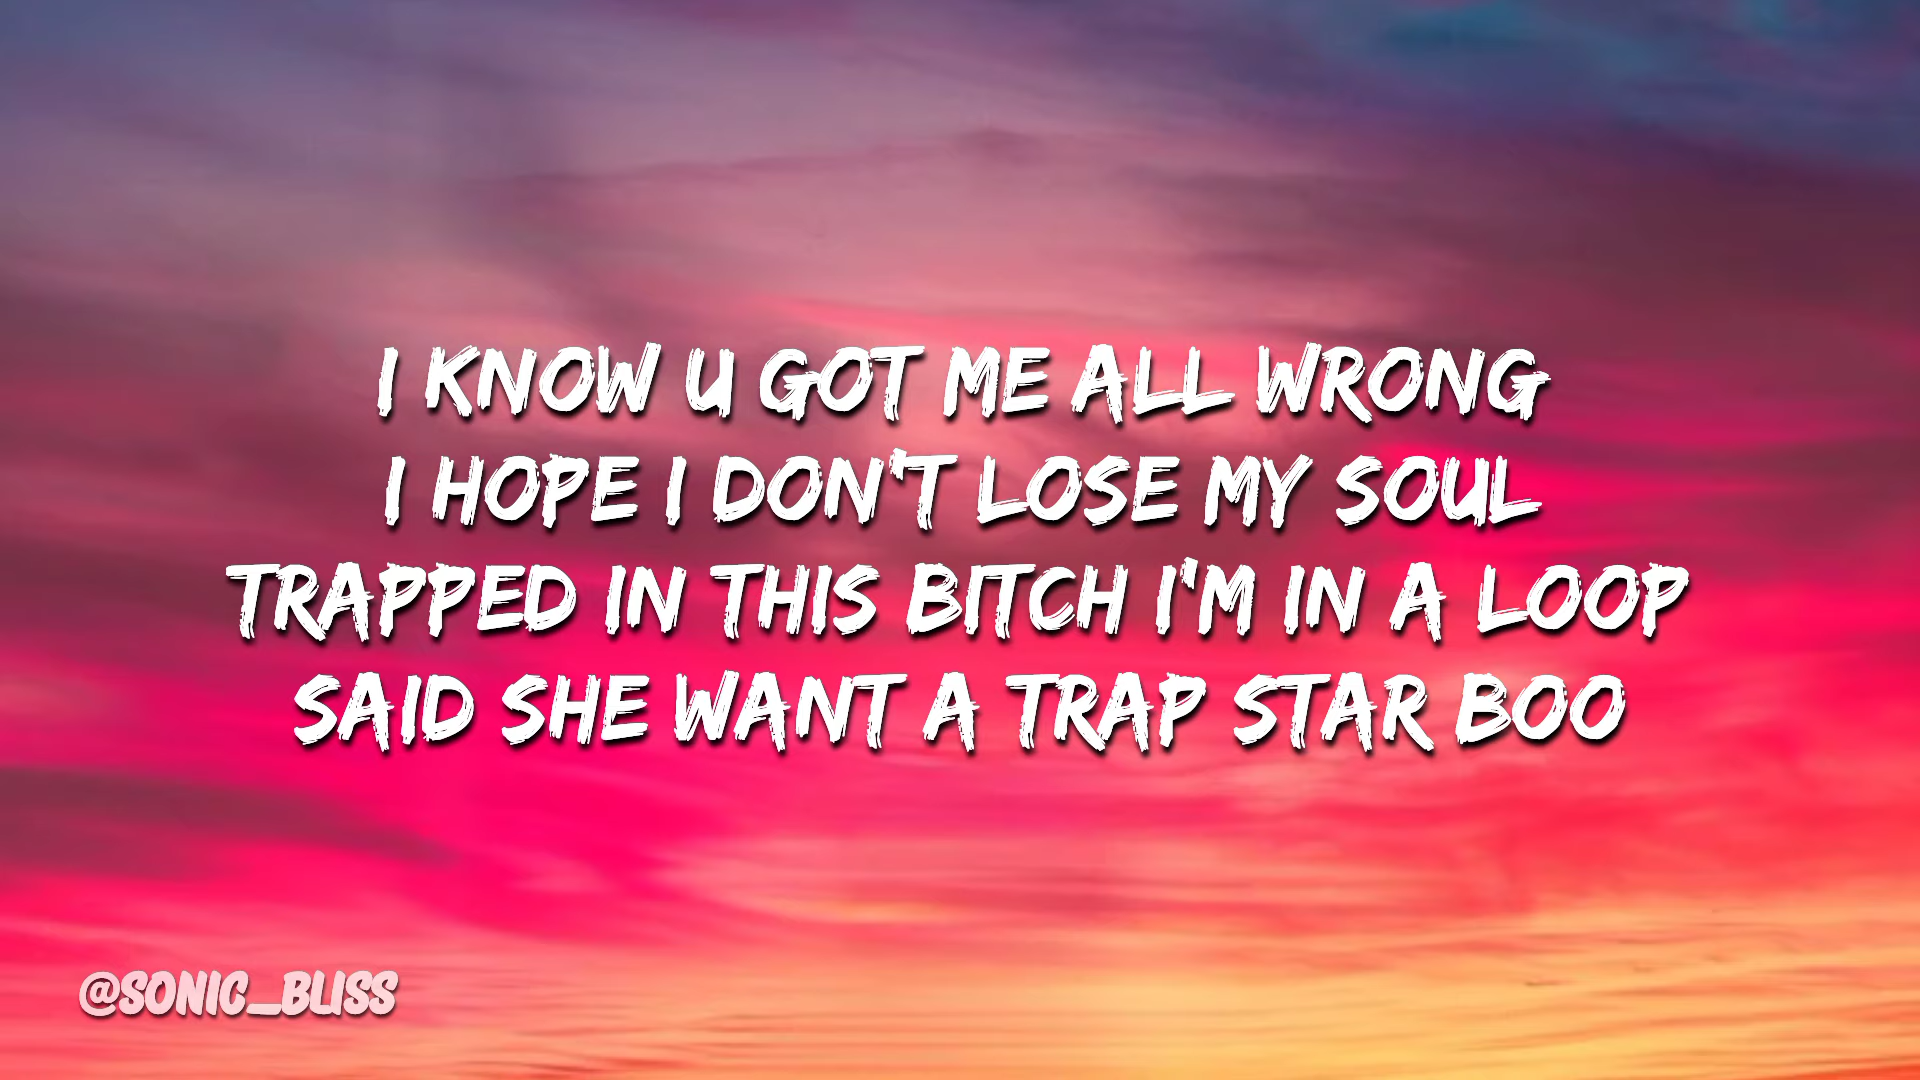 I KNOW U GOT ME ALL WRONG
I HOPE I DON'T LOSE MY SOUL
TRAPPED IN THIS BITCH I'M IN A LOOP
SAID SHE WANT A TRAP STAR BOO
@SONIC_BLISS